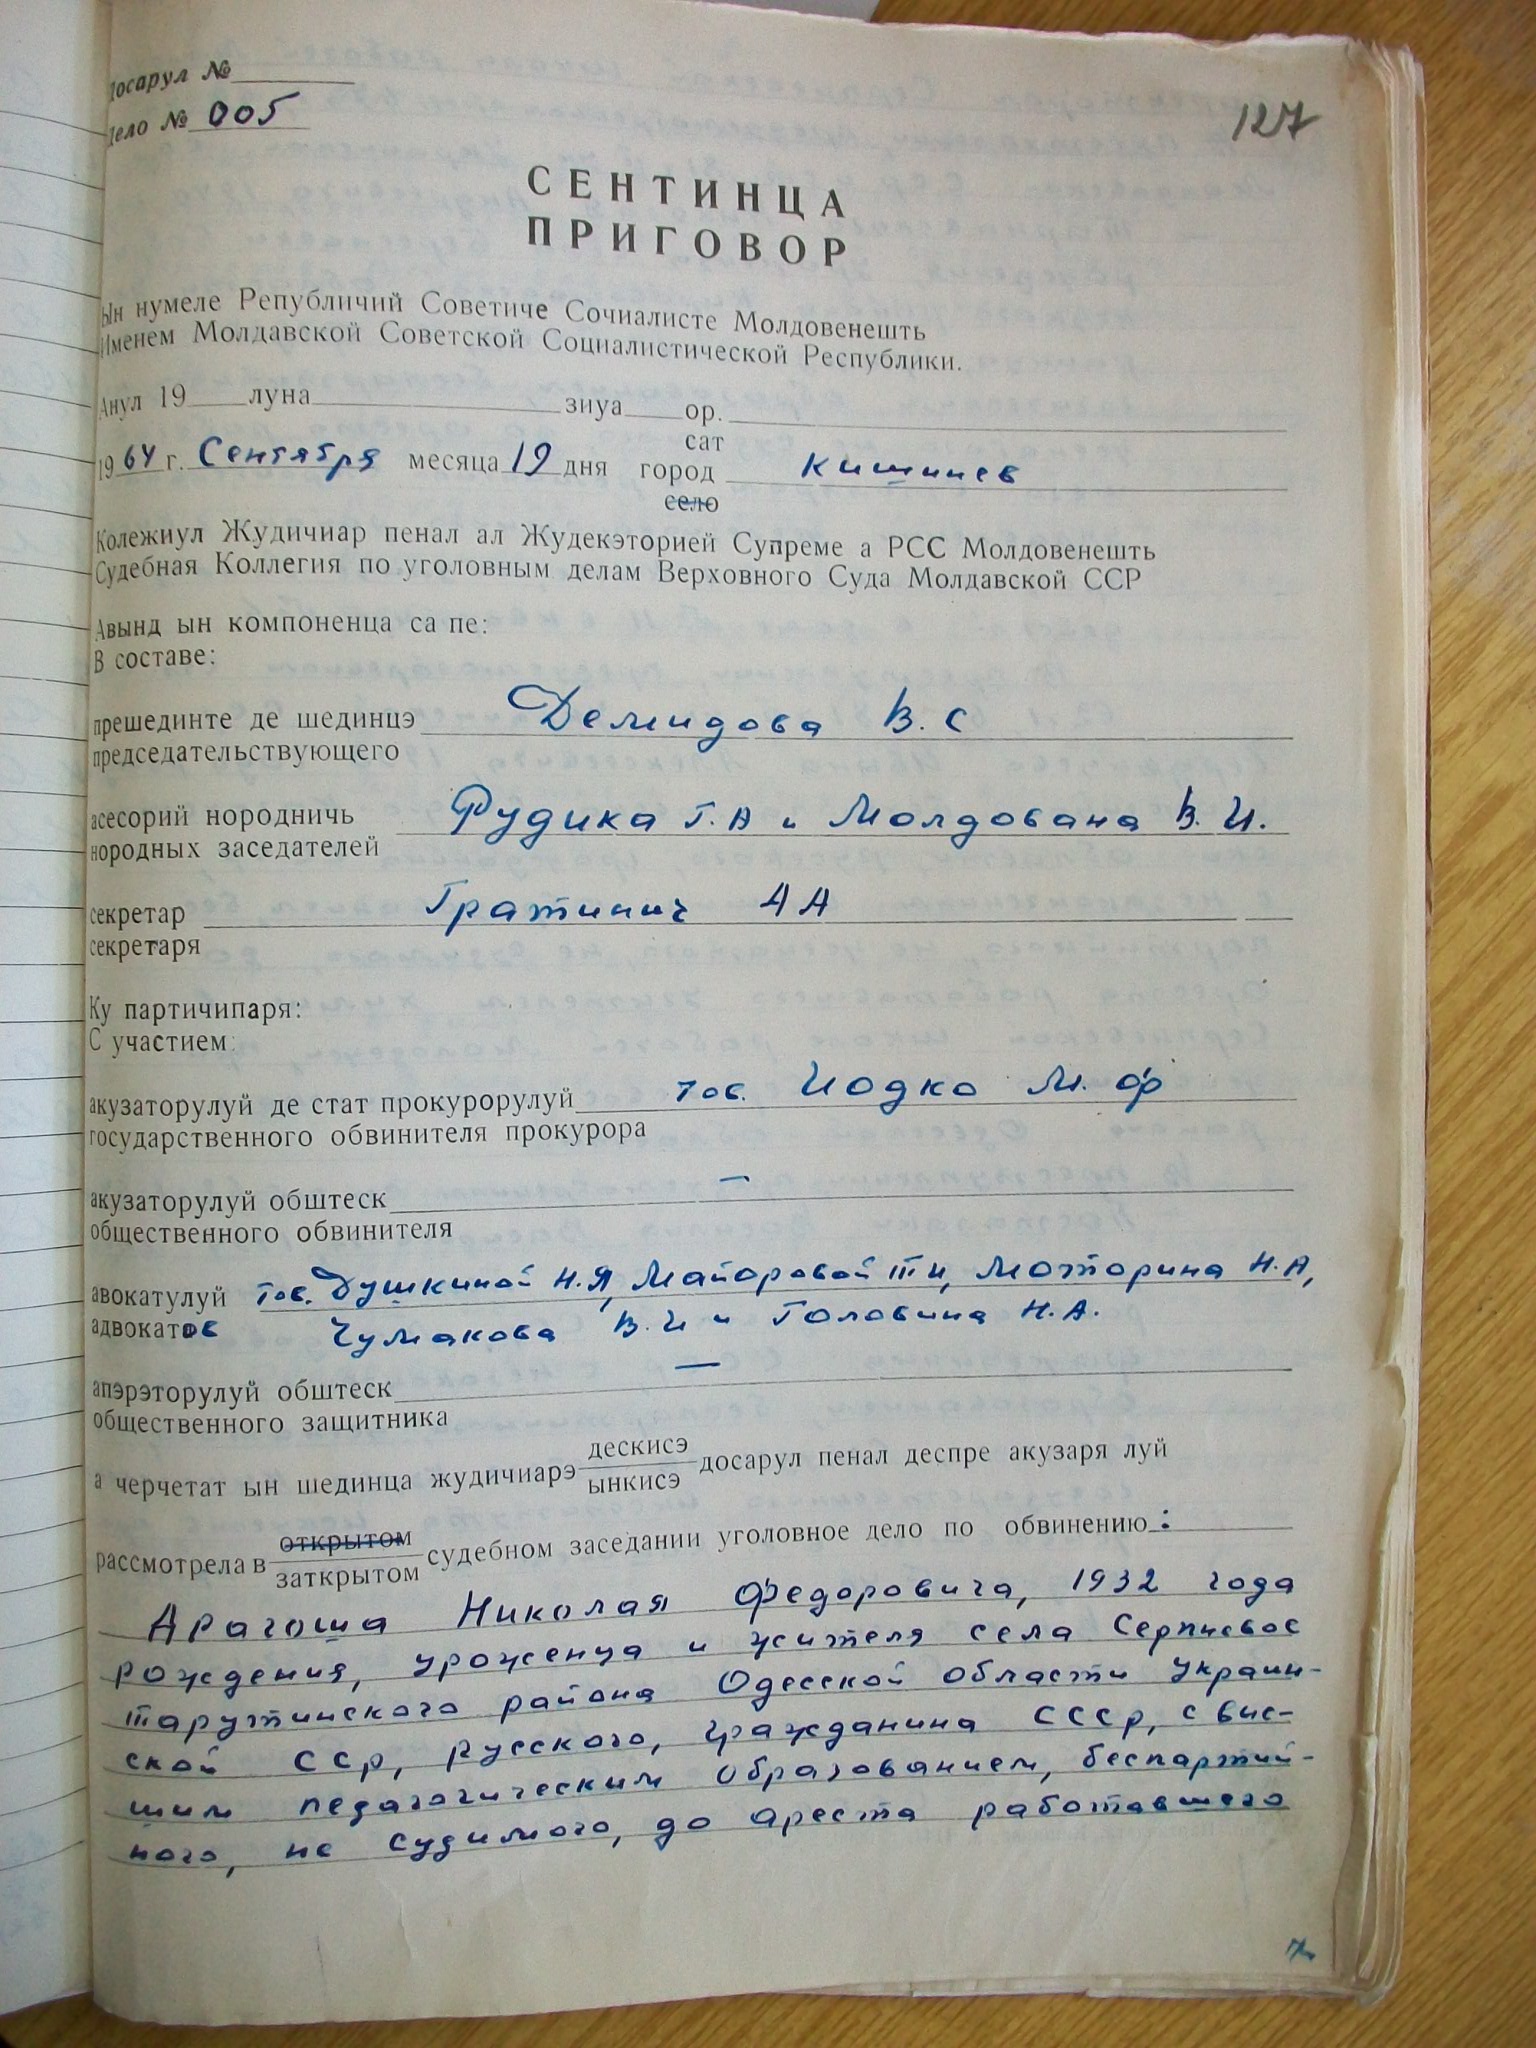 Досарул №
Дело № 005
127
СЕНТИНЦА
ПРИГОВОР
Ын нумеле Републичий Советиче Сочиалисте Молдовенешть
Именем Молдавской Советской Социалистической Республики.
Анул 19 луна зиуа ор.
сат
1964 г. Сентября месяца 19 дня город Кишинев
село
Колежиул Жудичиар пенал ал Жудекэторией Супреме а РСС Молдовенешть
Судебная Коллегия по уголовным делам Верховного Суда Молдавской ССР
Авынд ын компоненца са пе:
В составе:
прешединте де шединцэ Демидова В. С
председательствующего
асесорий нородничь Рудика Г. А и Молдована В. И.
нородных заседателей
секретар Гратинич А А
секретаря
Ку партичипаря:
С участием:
акузаторулуй де стат прокурорулуй тов. Иодко М. Ф
государственного обвинителя прокурора
акузаторулуй обштеск —
общественного обвинителя
авокатулуй тов. Душкиной Н. Я, Майоровой Т И, Моторина Н. А,
адвокатов Чумакова В. И и Головина Н. А.
апэрэторулуй обштеск —
общественного защитника
а черчетат ын шединца жудичиарэ дескисэ ынкисэ досарул пенал деспре акузаря луй
рассмотрела в открытом заткрытом судебном заседании уголовное дело по обвинению:
Драгоша Николая Федоровича, 1932 года
рождения, уроженца и жителя села Серпневое
Тарутинского района Одесской области Украин-
ской ССР, русского, гражданина СССР, с выс-
шим педагогическим образованием, беспартий-
ного, не судимого, до ареста работавшего